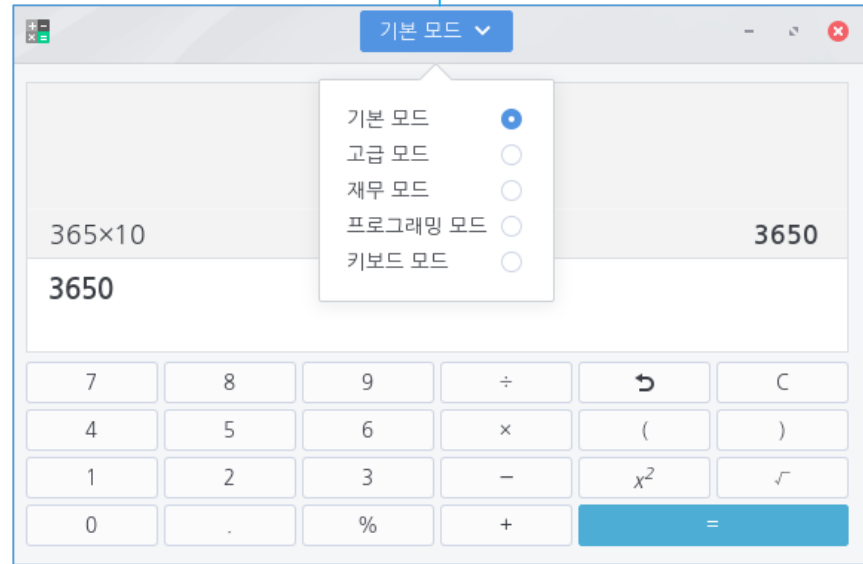 기본 모드
기본 모드
고급 모드
재무 모드
프로그래밍 모드
키보드 모드
365×10 3650
3650
7 8 9 ÷ C
4 5 6 × ( )
1 2 3 − x² √
0 . % + =